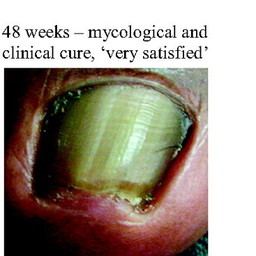 48 weeks – mycological and
clinical cure, ‘very satisfied’